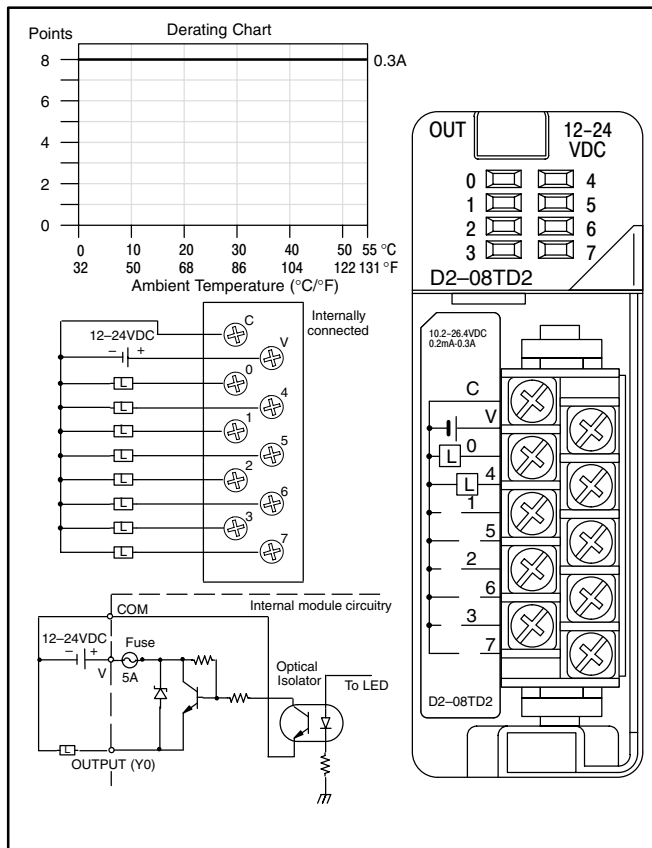 Points
Derating Chart
8
6
4
2
0
0.3A
0 10 20 30 40 50 55 °C
32 50 68 86 104 122 131 °F
Ambient Temperature (°C/°F)
12–24VDC
– +
Internally
connected
C
V
0
4
1
5
2
6
3
7
L
L
L
L
L
L
L
L
COM
Internal module circuitry
12–24VDC
– +
V
Fuse
5A
Optical
Isolator
To LED
L
OUTPUT (Y0)
OUT
12–24
VDC
0 4
1 5
2 6
3 7
D2–08TD2
10.2–26.4VDC
0.2mA-0.3A
C
V
L 0
L 4
1
5
2
6
3
7
D2–08TD2